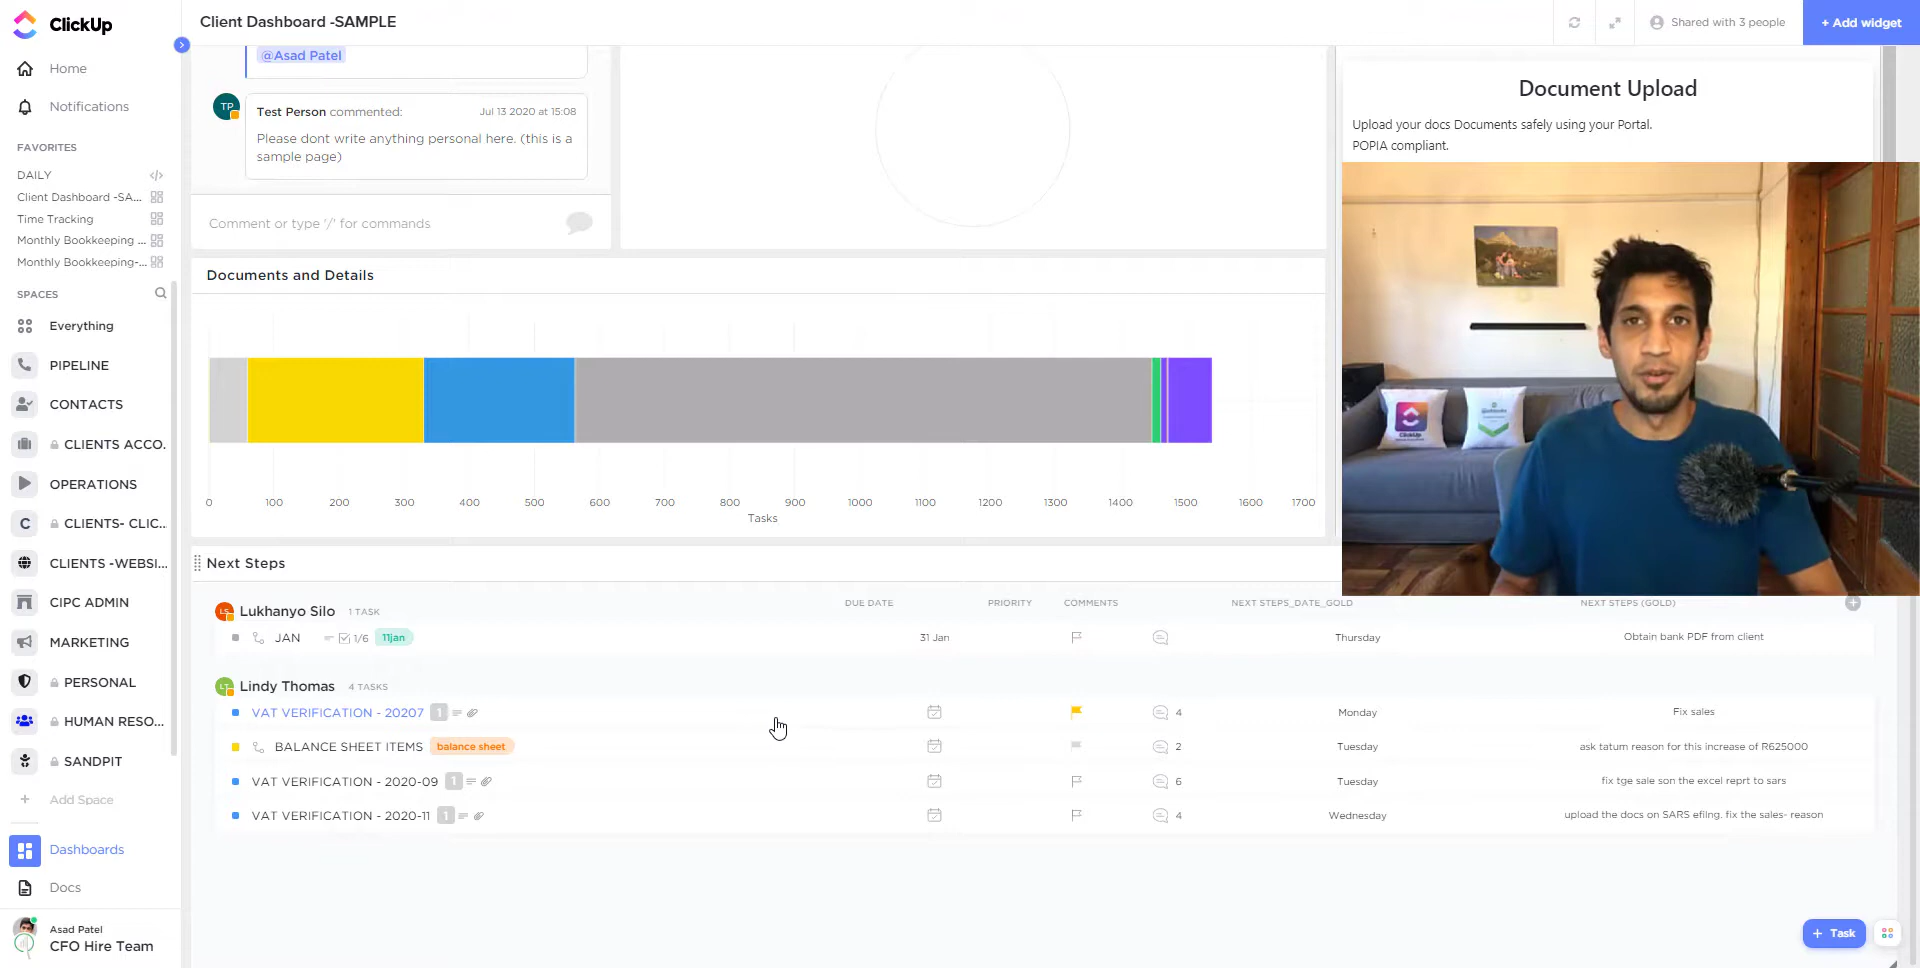 ClickUp
Client Dashboard -SAMPLE
Shared with 3 people
+ Add widget
Home
Notifications
FAVORITES
DAILY
Client Dashboard -SA...
Time Tracking
Monthly Bookkeeping ...
Monthly Bookkeeping-...
SPACES
Everything
PIPELINE
CONTACTS
CLIENTS ACCO.
OPERATIONS
C
CLIENTS- CLIC...
CLIENTS -WEBSI...
CIPC ADMIN
MARKETING
PERSONAL
HUMAN RESO...
SANDPIT
+ Add Space
Dashboards
Docs
Asad Patel
CFO Hire Team
@Asad Patel
TP
Test Person commented:
Jul 13 2020 at 15:08
Please dont write anything personal here. (this is a
sample page)
Comment or type '/' for commands
Document Upload
Upload your docs Documents safely using your Portal.
POPIA compliant.
ClickUp
Documents and Details
0 100 200 300 400 500 600 700 800 900 1000 1100 1200 1300 1400 1500 1600 1700
Tasks
Next Steps
LS Lukhanyo Silo 1 TASK
DUE DATE PRIORITY COMMENTS NEXT STEPS_DATE_GOLD NEXT STEPS (GOLD)
JAN 1/6 11jan 31 Jan Thursday Obtain bank PDF from client
LT Lindy Thomas 4 TASKS
VAT VERIFICATION - 20207 1 4 Monday Fix sales
BALANCE SHEET ITEMS balance sheet 2 Tuesday ask tatum reason for this increase of R625000
VAT VERIFICATION - 2020-09 1 6 Tuesday fix tge sale son the excel reprt to sars
VAT VERIFICATION - 2020-11 1 4 Wednesday upload the docs on SARS efilng. fix the sales- reason
+ Task